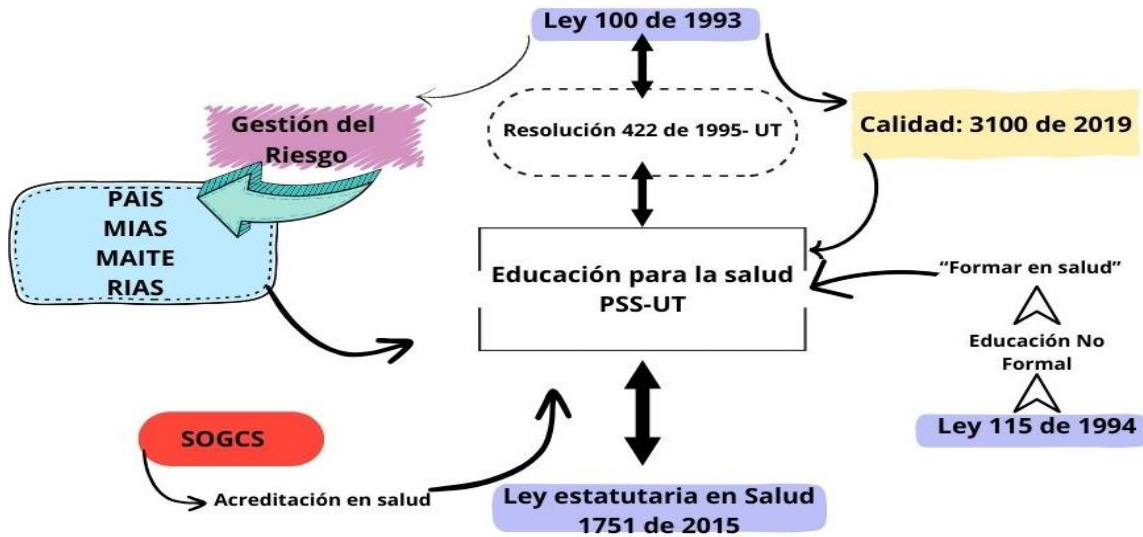 Ley 100 de 1993
Gestión del
Riesgo
Resolución 422 de 1995- UT
Calidad: 3100 de 2019
PAIS
MIAS
MAITE
RIAS
Educación para la salud
PSS-UT
“Formar en salud”
Educación No
Formal
Ley 115 de 1994
SOGCS
Acreditación en salud
Ley estatutaria en Salud
1751 de 2015